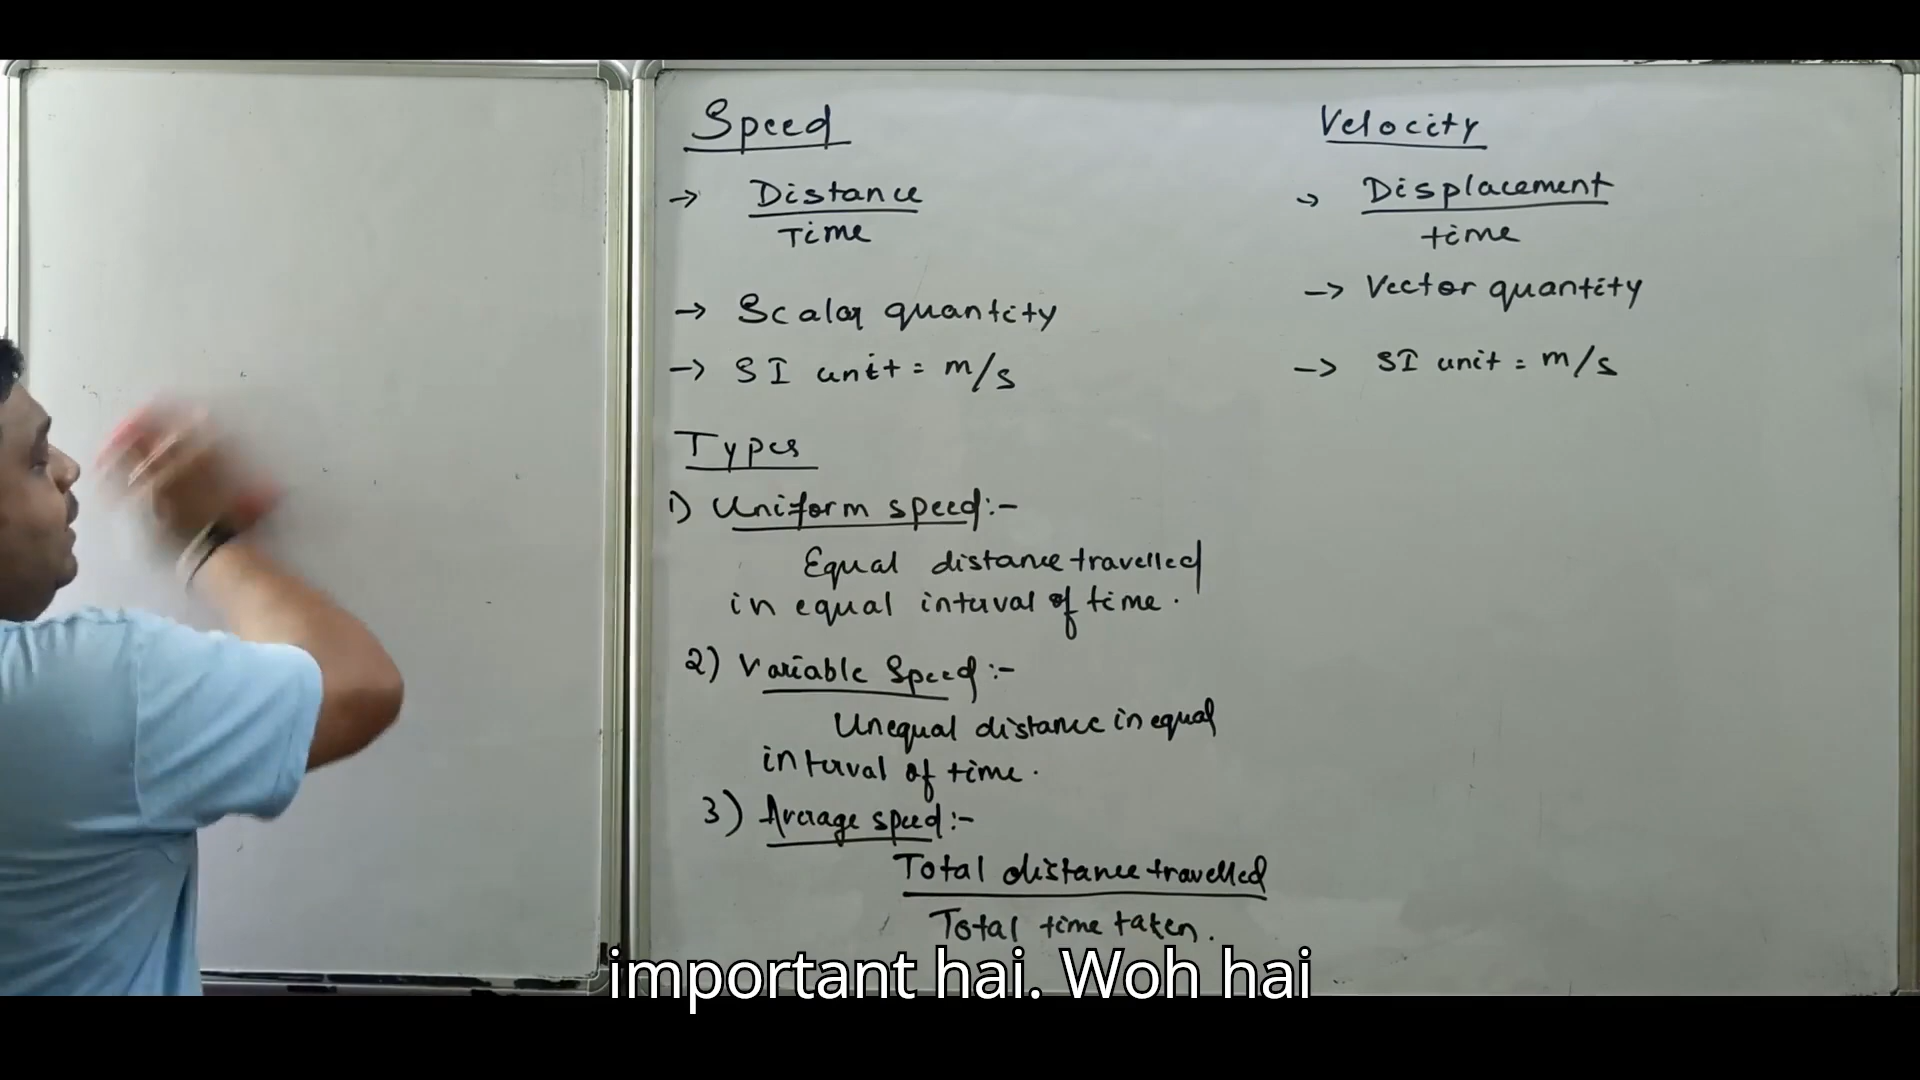 Speed
→ Distance
Time
→ Scalar quantity
→ SI unit = m/s
Types
1) Uniform speed:-
Equal distance travelled
in equal interval of time.
2) Variable Speed:-
Unequal distance in equal
interval of time.
3) Average speed:-
Total distance travelled
Total time taken.
Velocity
→ Displacement
time
→ Vector quantity
→ SI unit = m/s
important hai. Woh hai